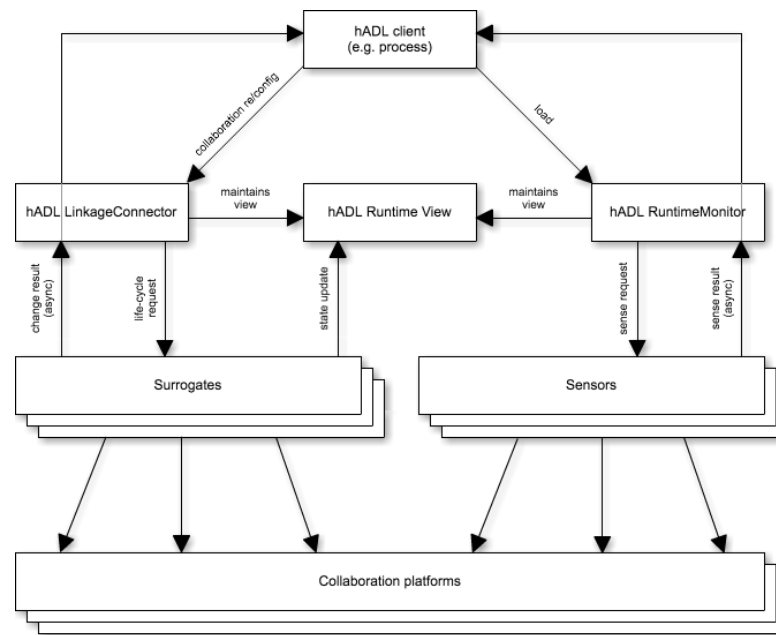 hADL client
(e.g. process)
collaboration re/config
load
hADL LinkageConnector
maintains
view
hADL Runtime View
maintains
view
hADL RuntimeMonitor
change result
(async)
life-cycle
request
state update
sense request
sense result
(async)
Surrogates
Sensors
Collaboration platforms